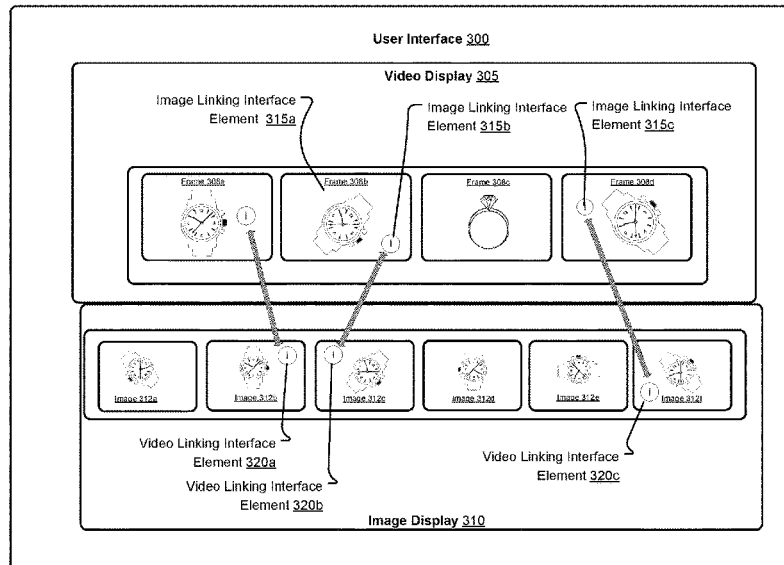 User Interface 300
Video Display 305
Image Linking Interface
Element 315a
Image Linking Interface
Element 315b
Image Linking Interface
Element 315c
Frame 308a
Frame 308b
Frame 308c
Frame 308d
i
i
i
i
i
i
Image 312a
Image 312b
Image 312c
Image 312d
Image 312e
Image 312f
Video Linking Interface
Element 320a
Video Linking Interface
Element 320b
Video Linking Interface
Element 320c
Image Display 310